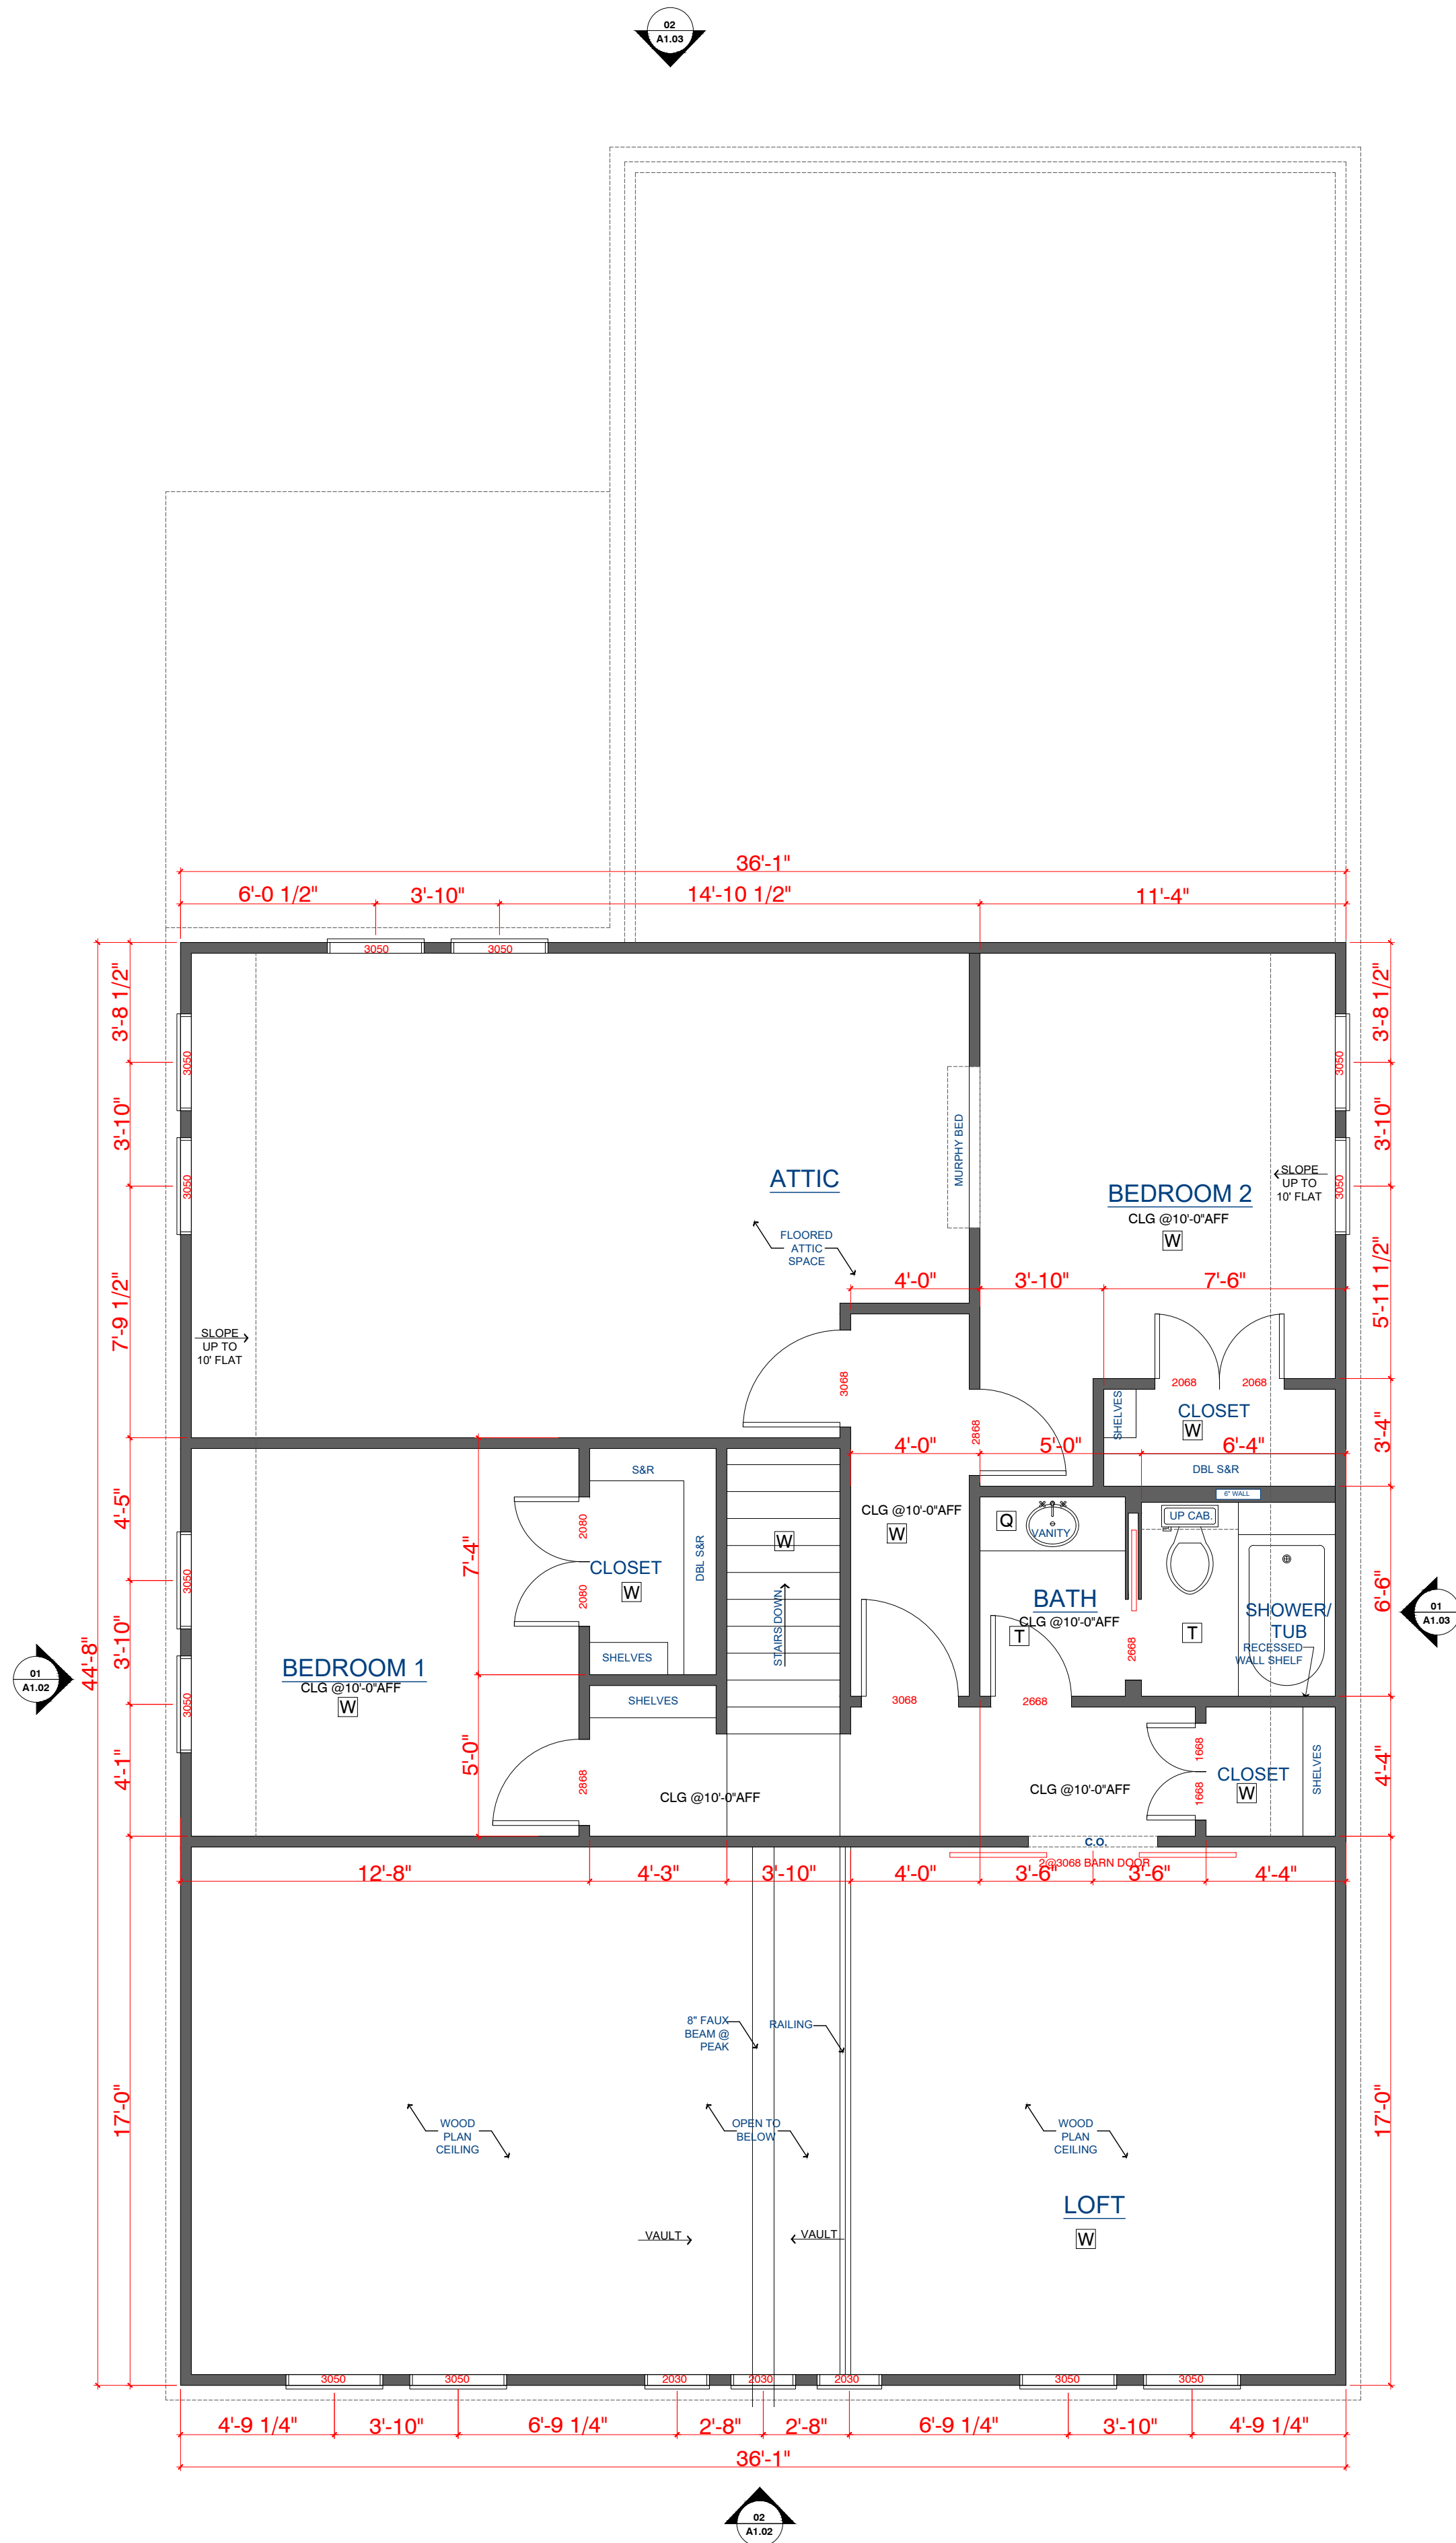 02
A1.03
36'-1"
6'-0 1/2"
3'-10"
14'-10 1/2"
11'-4"
3050
3050
3'-8 1/2"
3'-8 1/2"
3050
3050
3'-10"
3'-10"
MURPHY BED
ATTIC
3050
SLOPE
UP TO
10' FLAT
3050
BEDROOM 2
CLG @10'-0"AFF
W
FLOORED
ATTIC
SPACE
4'-0"
3'-10"
7'-6"
7'-9 1/2"
5'-11 1/2"
SLOPE
UP TO
10' FLAT
3068
2068
2068
SHELVES
CLOSET
W
2868
4'-0"
5'-0"
6'-4"
3'-4"
DBL S&R
S&R
6" WALL
4'-5"
CLG @10'-0"AFF
W
Q
VANITY
UP CAB.
2080
7'-4"
W
DBL S&R
CLOSET
W
3050
2080
STAIRS DOWN
BATH
CLG @10'-0"AFF
T
2668
T
SHOWER/
TUB
RECESSED
WALL SHELF
6'-6"
01
A1.03
44'-8"
3'-10"
01
A1.02
BEDROOM 1
CLG @10'-0"AFF
W
SHELVES
3050
SHELVES
3068
2668
4'-1"
5'-0"
2868
CLG @10'-0"AFF
CLG @10'-0"AFF
1668
1668
CLOSET
W
SHELVES
4'-4"
C.O.
2@3068 BARN DOOR
12'-8"
4'-3"
3'-10"
4'-0"
3'-6"
3'-6"
4'-4"
8" FAUX
BEAM @
PEAK
RAILING
17'-0"
17'-0"
WOOD
PLAN
CEILING
OPEN TO
BELOW
WOOD
PLAN
CEILING
LOFT
W
VAULT
VAULT
3050
3050
2030
2030
2030
3050
3050
4'-9 1/4"
3'-10"
6'-9 1/4"
2'-8"
2'-8"
6'-9 1/4"
3'-10"
4'-9 1/4"
36'-1"
02
A1.02